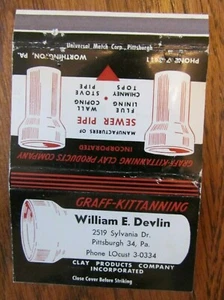 GRAFF-KITTANNING
William E. Devlin
2519 Sylvania Dr.
Pittsburgh 34, Pa.
Phone LOcust 3-0334
CLAY PRODUCTS COMPANY
INCORPORATED
Close Cover Before Striking
GRAFF-KITTANNING CLAY PRODUCTS COMPANY
INCORPORATED
MANUFACTURERS OF
SEWER PIPE
FLUE LINING
WALL COPING
CHIMNEY TOPS
STOVE PIPE
WORTHINGTON, PA.
PHONE
Universal Match Corp., Pittsburgh